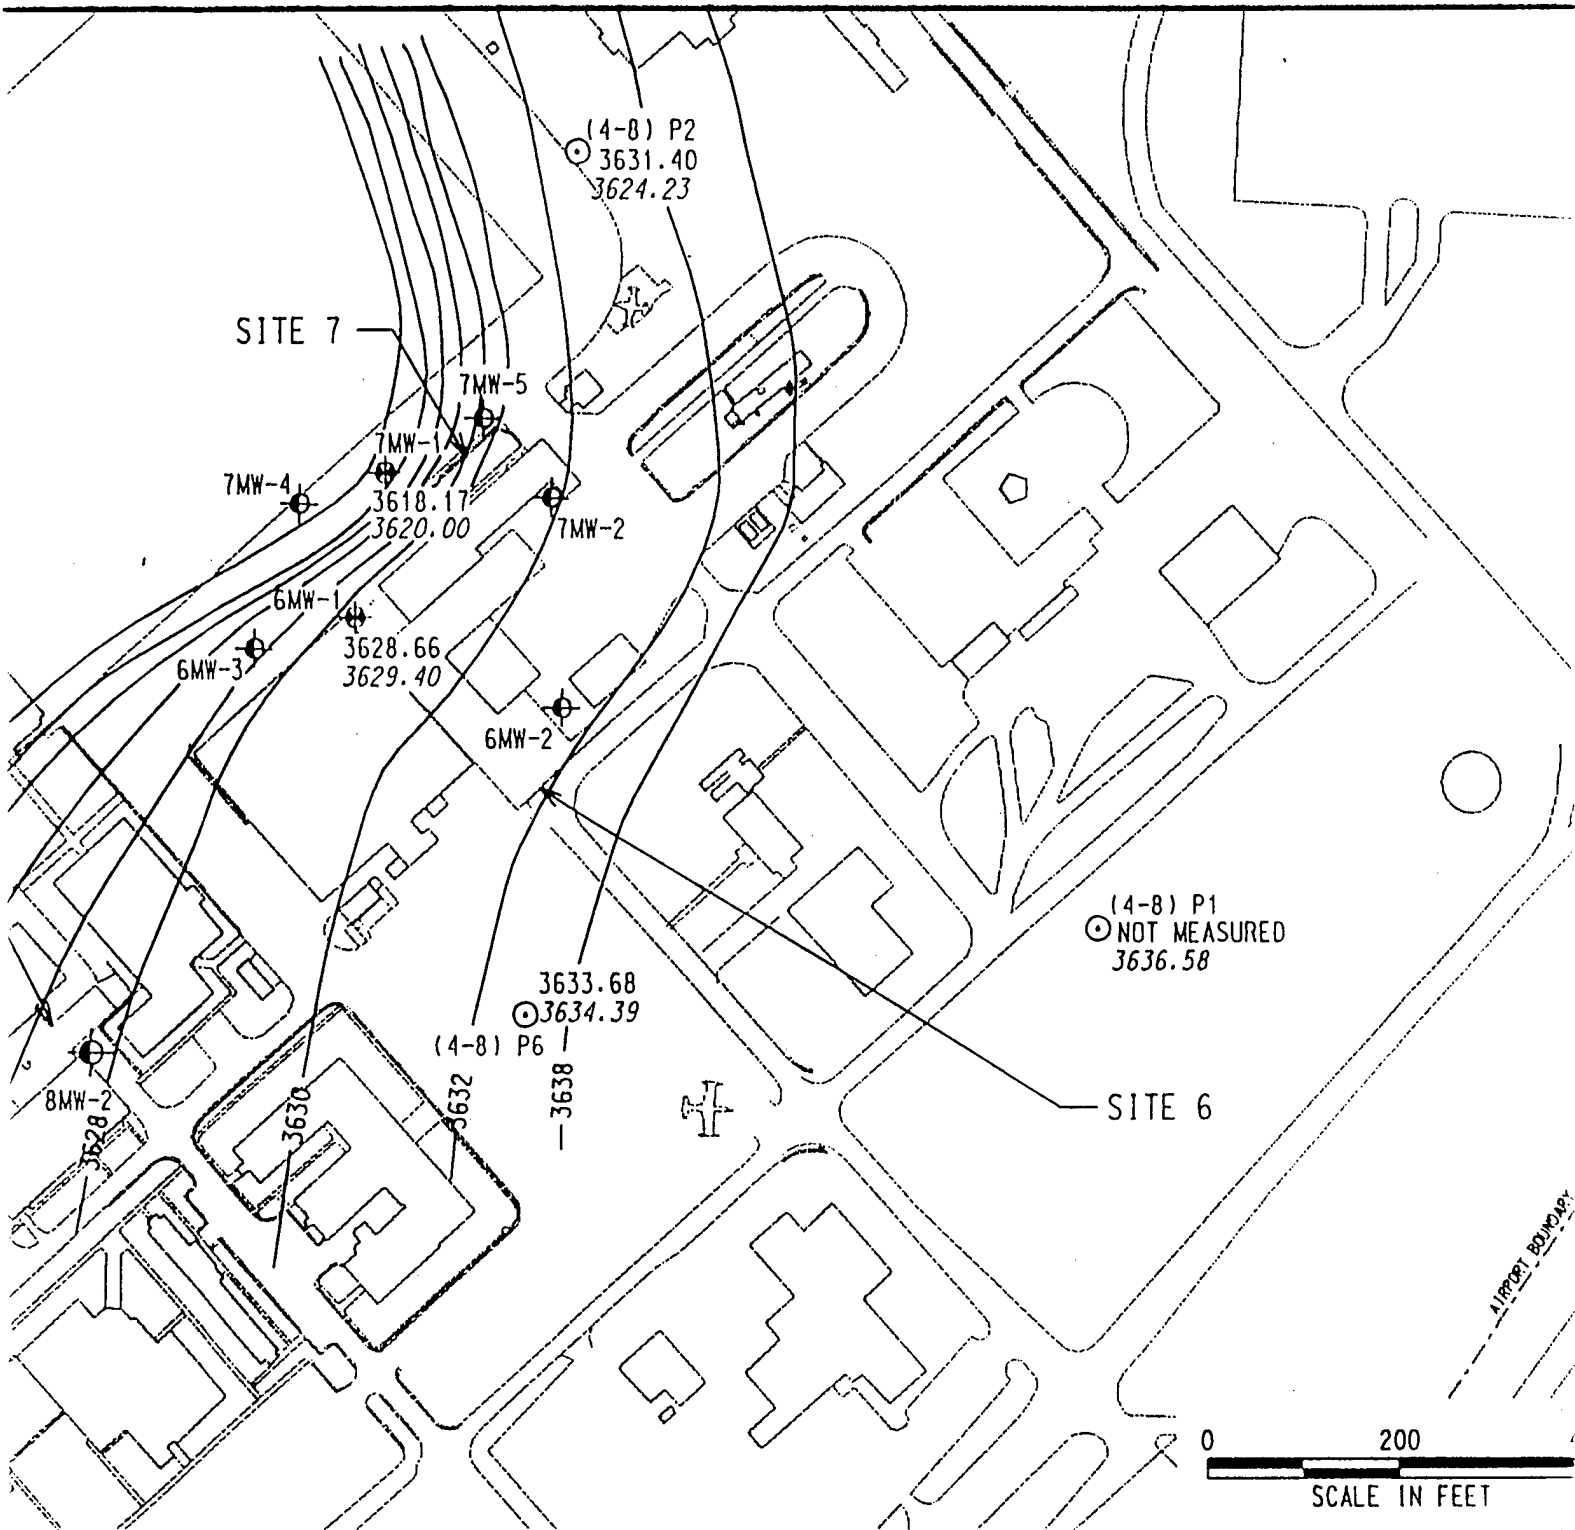 (4-8) P2
3631.40
3624.23
SITE 7
7MW-5
7MW-1
7MW-4
3618.17
3620.00
7MW-2
6MW-1
3628.66
3629.40
6MW-3
6MW-2
(4-8) P1
NOT MEASURED
3636.58
3633.68
3634.39
(4-8) P6
8MW-2
3628
3630
3632
3638
SITE 6
AIRPORT BOUNDARY
0 200
SCALE IN FEET